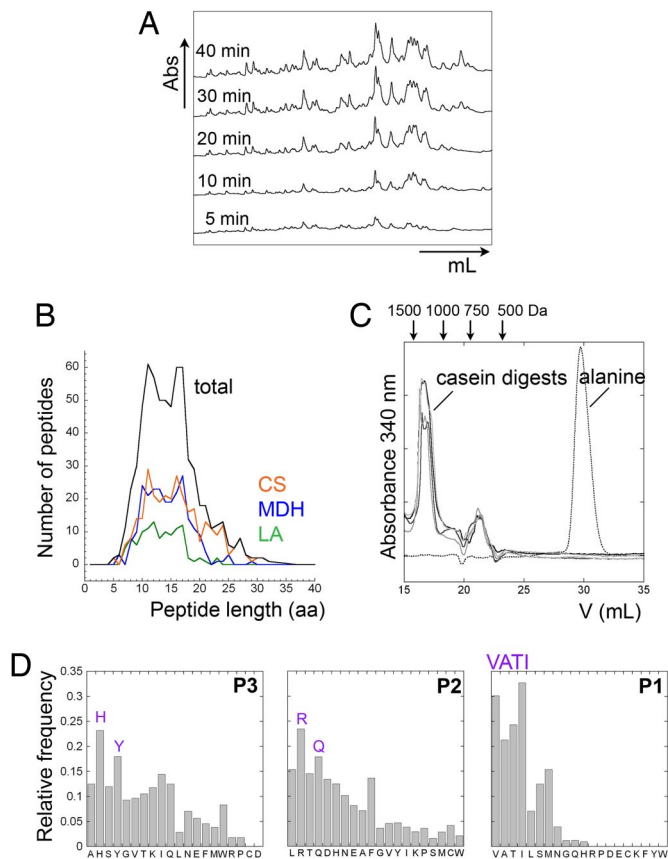 A
Abs
40 min
30 min
20 min
10 min
5 min
mL
B
Number of peptides
60
50
40
30
20
10
0
total
CS
MDH
LA
0 5 10 15 20 25 30 35 40
Peptide length (aa)
C
1500 1000 750 500 Da
Absorbance 340 nm
casein digests
alanine
15 20 25 30 35
V (mL)
D
Relative frequency
0.35
0.3
0.25
0.2
0.15
0.1
0.05
0
P3
H
Y
A H S Y G V T K I Q L N E F M W R P C D
P2
R
Q
L R T Q D H N E A F G V Y I K P S M C W
VATI
P1
V A T I L S M N G Q H R P D E C K F Y W